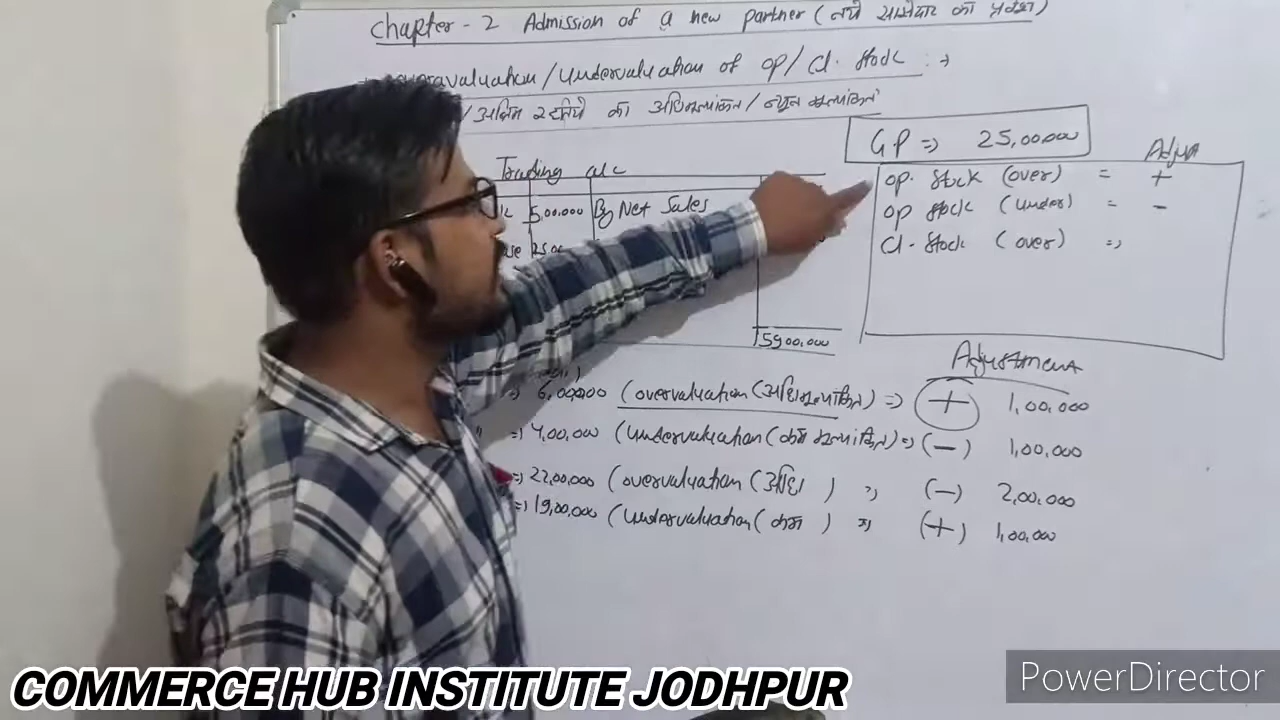 Chapter - 2 Admission of a new partner (नये साझेदार का प्रवेश)
overavaluation/Undervaluation of op/cl. stock :→
/अन्तिम रहतिये का अधिमूल्यांकन/न्यून मूल्यांकन
GP => 25,00,000
Trading a/c
Adjus
op. Stock (over) = +
5,00,000 By Net Sales
op stock (under) = -
Cl. Stock (over) =>
5900,000
Adjustment
=> 6,00,000 (overvaluation (अधिमूल्यांकित) => (+) 1,00,000
" => 4,00,000 (Undervaluation (कम मूल्यांकित) => (-) 1,00,000
=> 22,00,000 (overvaluation (अधि ) " (-) 2,00,000
=> 19,00,000 (Undervaluation (कम ) => (+) 1,00,000
COMMERCE HUB INSTITUTE JODHPUR
PowerDirector